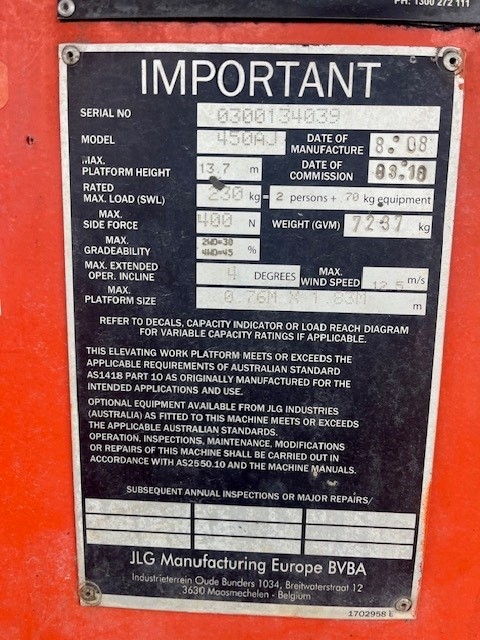 PH: 1300 272 111
IMPORTANT
SERIAL NO 0300134039
MODEL 450AJ DATE OF MANUFACTURE 8. 08
MAX. PLATFORM HEIGHT 13.7 m DATE OF COMMISSION 03.10
RATED MAX. LOAD (SWL) 230 kg = 2 persons + 70 kg equipment
MAX. SIDE FORCE 400 N WEIGHT (GVM) 7237 kg
MAX. GRADEABILITY 2WD=30 4WD=45 %
MAX. EXTENDED OPER. INCLINE 4 DEGREES MAX. WIND SPEED 12.5 m/s
MAX. PLATFORM SIZE 0.76M X 1.83M m
REFER TO DECALS, CAPACITY INDICATOR OR LOAD REACH DIAGRAM
FOR VARIABLE CAPACITY RATINGS IF APPLICABLE.
THIS ELEVATING WORK PLATFORM MEETS OR EXCEEDS THE
APPLICABLE REQUIREMENTS OF AUSTRALIAN STANDARD
AS1418 PART 10 AS ORIGINALLY MANUFACTURED FOR THE
INTENDED APPLICATIONS AND USE.
OPTIONAL EQUIPMENT AVAILABLE FROM JLG INDUSTRIES
(AUSTRALIA) AS FITTED TO THIS MACHINE MEETS OR EXCEEDS
THE APPLICABLE AUSTRALIAN STANDARDS.
OPERATION, INSPECTIONS, MAINTENANCE, MODIFICATIONS
OR REPAIRS OF THIS MACHINE SHALL BE CARRIED OUT IN
ACCORDANCE WITH AS2550.10 AND THE MACHINE MANUALS.
SUBSEQUENT ANNUAL INSPECTIONS OR MAJOR REPAIRS/
JLG Manufacturing Europe BVBA
Industrieterrein Oude Bunders 1034, Breitwaterstraat 12
3630 Maasmechelen - Belgium
1702958 E